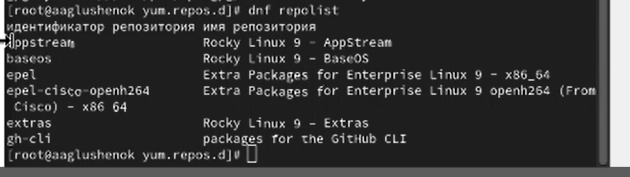 [root@aaglushenok yum.repos.d]# dnf repolist
идентификатор репозитория имя репозитория
appstream Rocky Linux 9 - AppStream
baseos Rocky Linux 9 - BaseOS
epel Extra Packages for Enterprise Linux 9 - x86_64
epel-cisco-openh264 Extra Packages for Enterprise Linux 9 openh264 (From
Cisco) - x86_64
extras Rocky Linux 9 - Extras
gh-cli packages for the GitHub CLI
[root@aaglushenok yum.repos.d]#